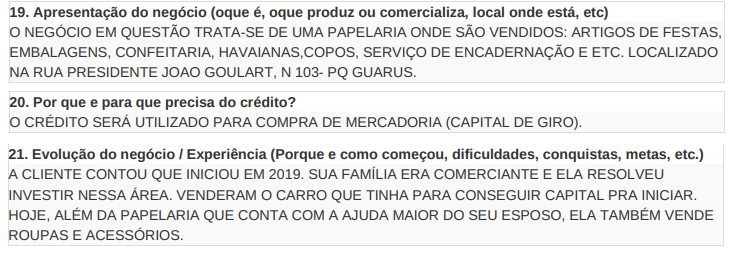 19. Apresentação do negócio (oque é, oque produz ou comercializa, local onde está, etc)
O NEGÓCIO EM QUESTÃO TRATA-SE DE UMA PAPELARIA ONDE SÃO VENDIDOS: ARTIGOS DE FESTAS,
EMBALAGENS, CONFEITARIA, HAVAIANAS,COPOS, SERVIÇO DE ENCADERNAÇÃO E ETC. LOCALIZADO
NA RUA PRESIDENTE JOAO GOULART, N 103- PQ GUARUS.
20. Por que e para que precisa do crédito?
O CRÉDITO SERÁ UTILIZADO PARA COMPRA DE MERCADORIA (CAPITAL DE GIRO).
21. Evolução do negócio / Experiência (Porque e como começou, dificuldades, conquistas, metas, etc.)
A CLIENTE CONTOU QUE INICIOU EM 2019. SUA FAMÍLIA ERA COMERCIANTE E ELA RESOLVEU
INVESTIR NESSA ÁREA. VENDERAM O CARRO QUE TINHA PARA CONSEGUIR CAPITAL PRA INICIAR.
HOJE, ALÉM DA PAPELARIA QUE CONTA COM A AJUDA MAIOR DO SEU ESPOSO, ELA TAMBÉM VENDE
ROUPAS E ACESSÓRIOS.